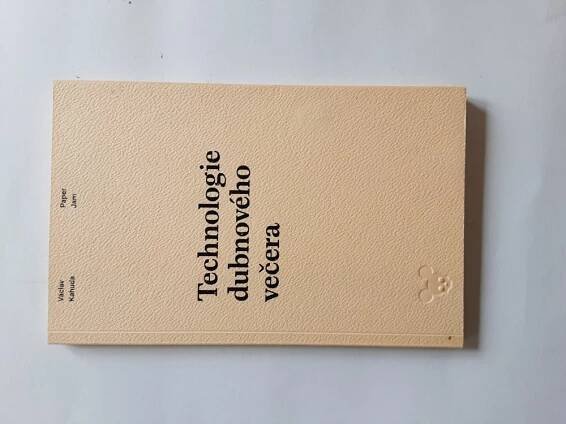 Václav
Kahuda
Paper
Jam
Technologie
dubnového
večera